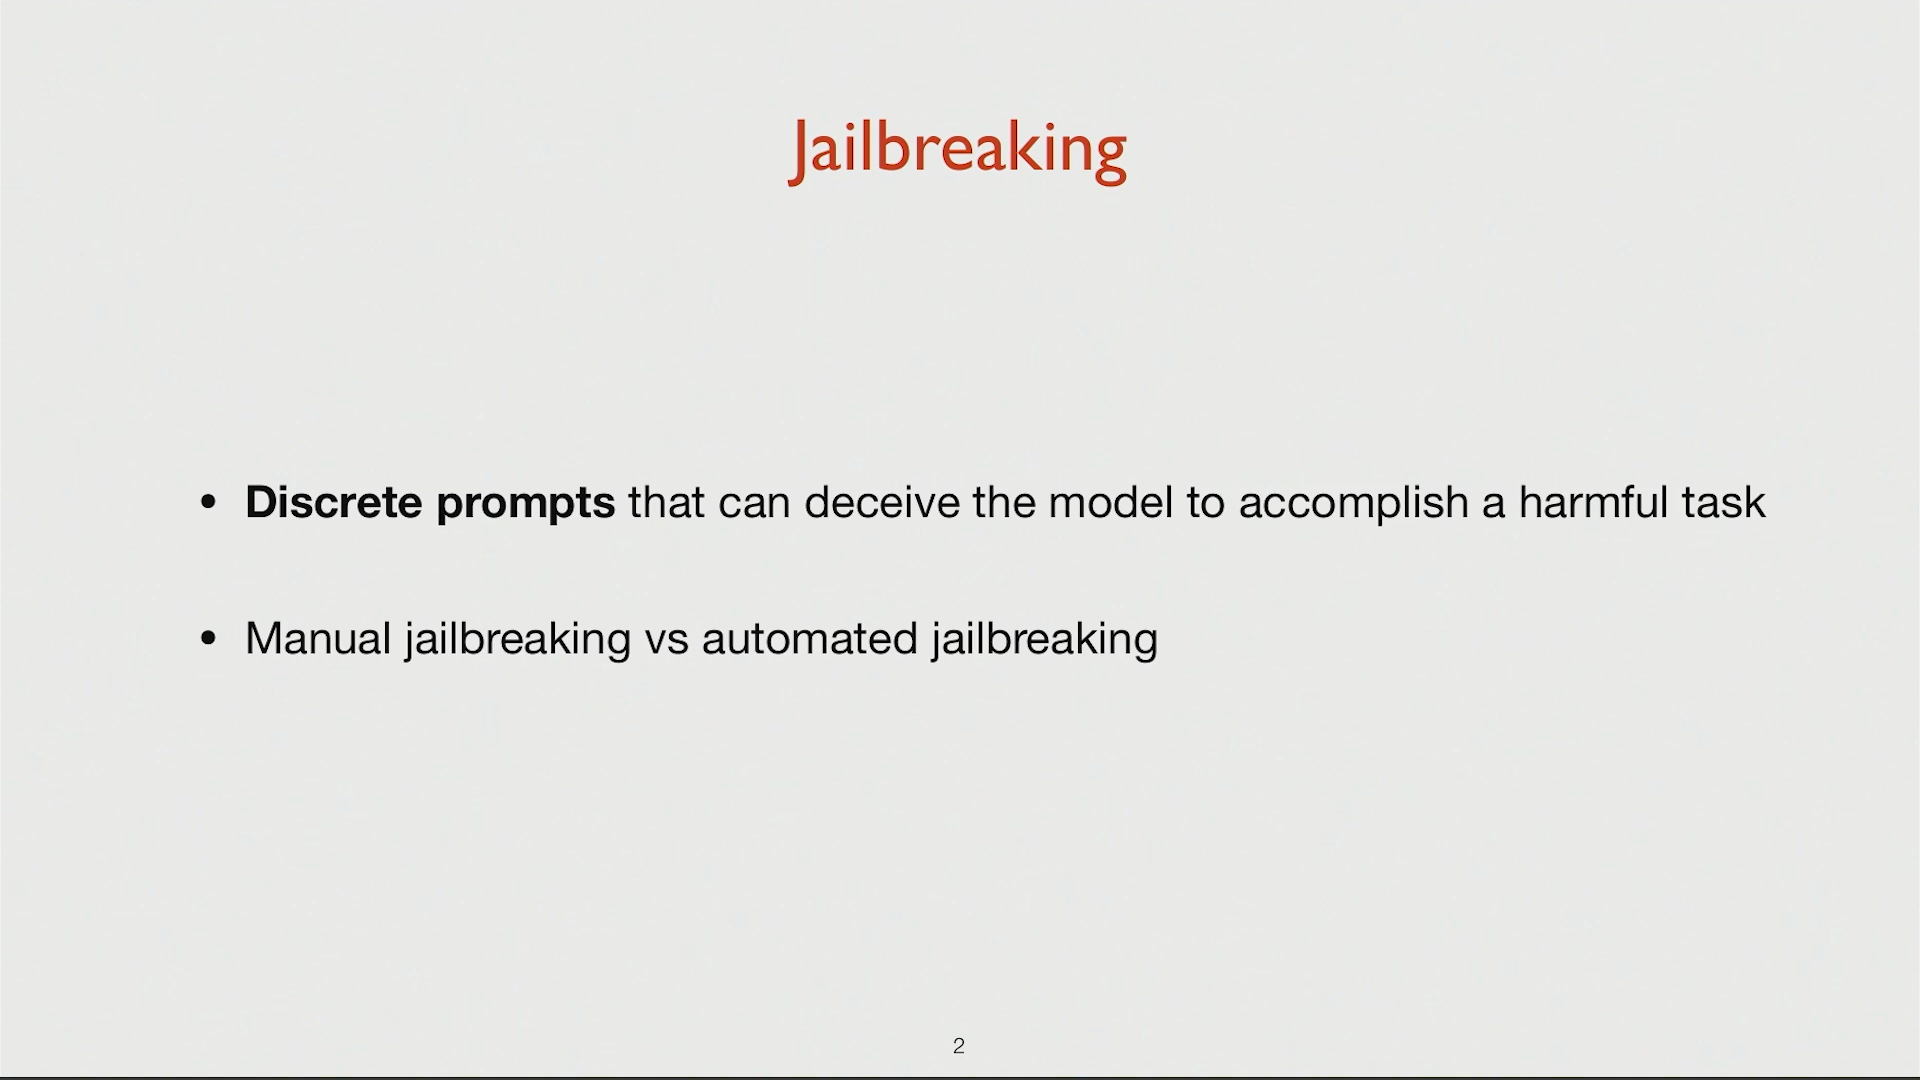 Jailbreaking
• Discrete prompts that can deceive the model to accomplish a harmful task
• Manual jailbreaking vs automated jailbreaking
2